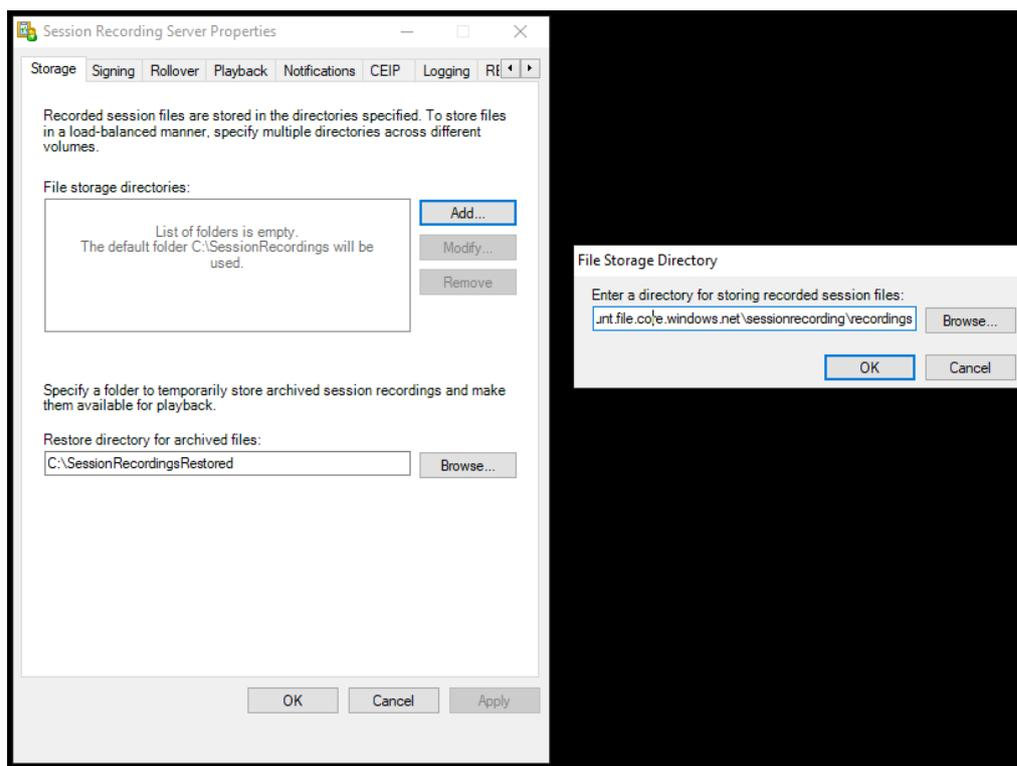 Session Recording Server Properties
Storage Signing Rollover Playback Notifications CEIP Logging
Recorded session files are stored in the directories specified. To store files
in a load-balanced manner, specify multiple directories across different
volumes.
File storage directories:
List of folders is empty.
The default folder C:\SessionRecordings will be
used.
Add...
Modify...
Remove
Specify a folder to temporarily store archived session recordings and make
them available for playback.
Restore directory for archived files:
C:\SessionRecordingsRestored
Browse...
OK Cancel Apply
File Storage Directory
Enter a directory for storing recorded session files:
unt.file.core.windows.net\sessionrecording\recordings
Browse...
OK Cancel